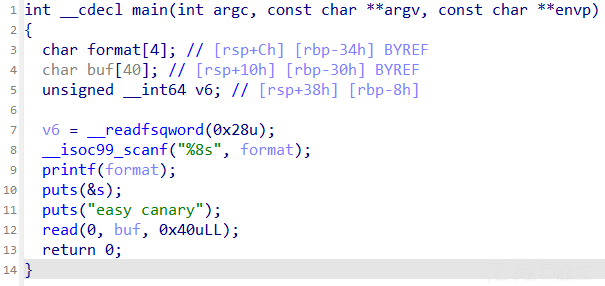 1 int __cdecl main(int argc, const char **argv, const char **envp)
2 {
3 char format[4]; // [rsp+Ch] [rbp-34h] BYREF
4 char buf[40]; // [rsp+10h] [rbp-30h] BYREF
5 unsigned __int64 v6; // [rsp+38h] [rbp-8h]
6
7 v6 = __readfsqword(0x28u);
8 __isoc99_scanf("%8s", format);
9 printf(format);
10 puts(&s);
11 puts("easy canary");
12 read(0, buf, 0x40uLL);
13 return 0;
14 }